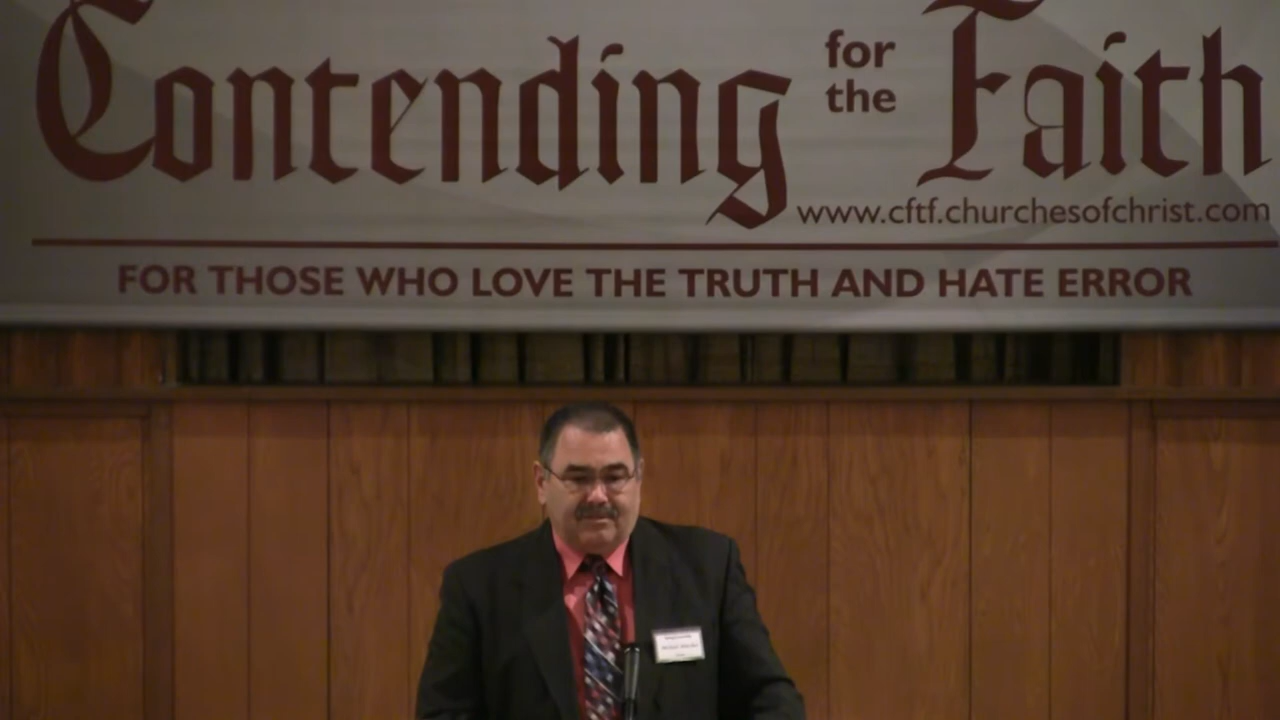 Contending for the Faith
www.cftf.churchesofchrist.com
FOR THOSE WHO LOVE THE TRUTH AND HATE ERROR